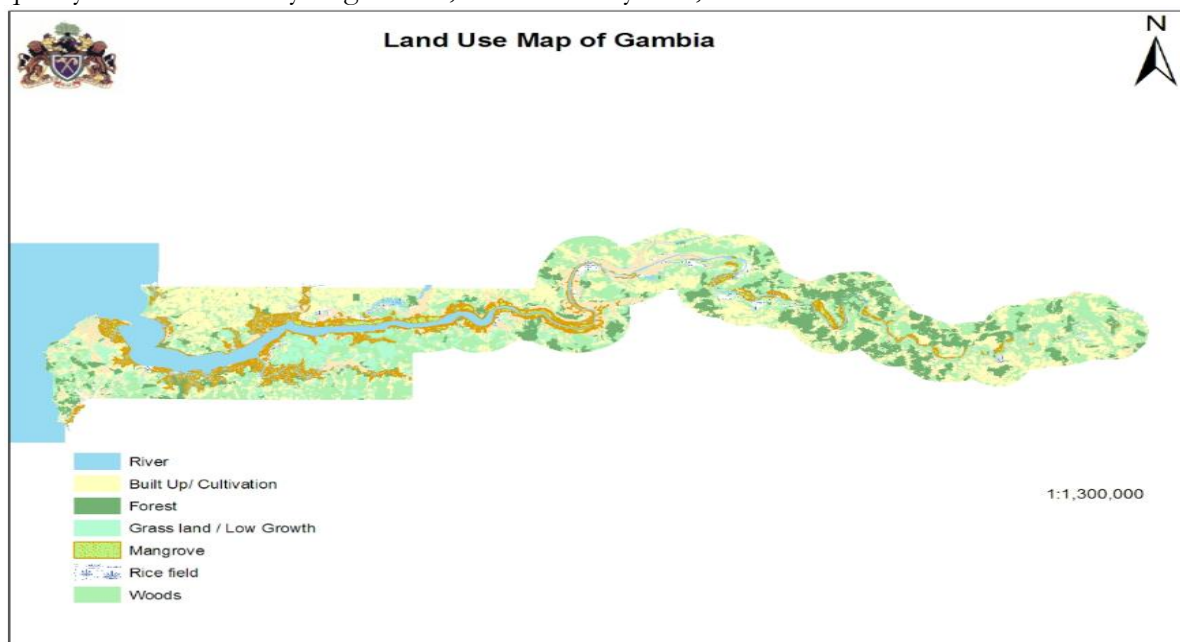 Land Use Map of Gambia
N
River
Built Up/ Cultivation
Forest
Grass land / Low Growth
Mangrove
Rice field
Woods
1:1,300,000